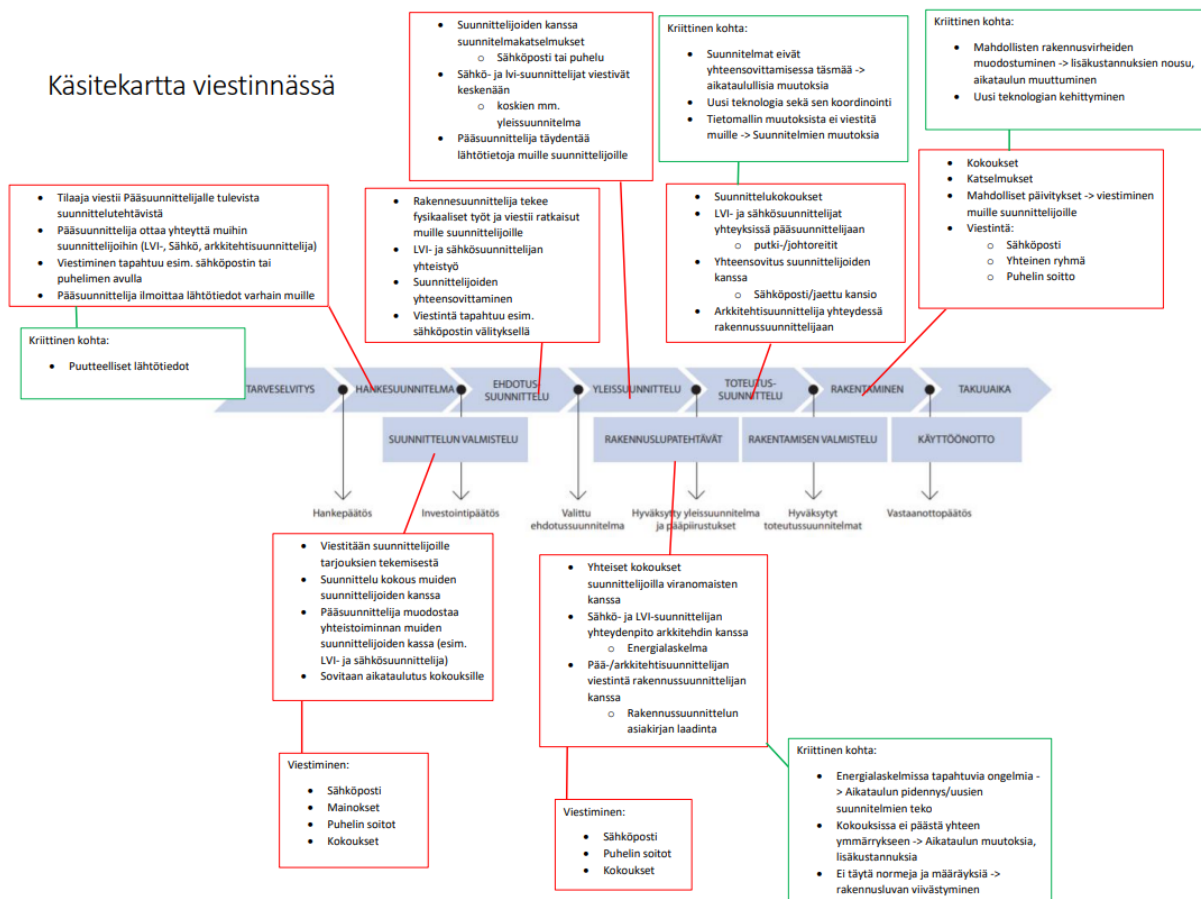 Käsitekartta viestinnässä
Suunnittelijoiden kanssa
suunnitelmakatselmukset
Sähköposti tai puhelu
Sähkö- ja lvi-suunnittelijat viestivät
keskenään
koskien mm.
yleissuunnitelma
Pääsuunnittelija täydentää
lähtötietoja muille suunnittelijoille
Kriittinen kohta:
Suunnitelmat eivät
yhteensovittamisessa täsmää ->
aikataulullisia muutoksia
Uusi teknologia sekä sen koordinointi
Tietomallin muutoksista ei viestitä
muille -> Suunnitelmien muutoksia
Kriittinen kohta:
Mahdollisten rakennusvirheiden
muodostuminen -> lisäkustannuksien nousu,
aikataulun muuttuminen
Uusi teknologian kehittyminen
Tilaaja viestii Pääsuunnittelijalle tulevista
suunnittelutehtävistä
Pääsuunnittelija ottaa yhteyttä muihin
suunnittelijoihin (LVI-, Sähkö, arkkitehtisuunnittelija)
Viestiminen tapahtuu esim. sähköpostin tai
puhelimen avulla
Pääsuunnittelija ilmoittaa lähtötiedot varhain muille
Rakennesuunnittelija tekee
fysikaaliset työt ja viestii ratkaisut
muille suunnittelijoille
LVI- ja sähkösuunnittelijan
yhteistyö
Suunnittelijoiden
yhteensovittaminen
Viestintä tapahtuu esim.
sähköpostin välityksellä
Suunnittelukokoukset
LVI- ja sähkösuunnittelijat
yhteyksissä pääsuunnittelijaan
putki-/johtoreitit
Yhteensovitus suunnittelijoiden
kanssa
Sähköposti/jaettu kansio
Arkkitehtisuunnittelija yhteydessä
rakennussuunnittelijaan
Kokoukset
Katselmukset
Mahdolliset päivitykset -> viestiminen
muille suunnittelijoille
Viestintä:
Sähköposti
Yhteinen ryhmä
Puhelin soitto
Kriittinen kohta:
Puutteelliset lähtötiedot
TARVESELVITYS
HANKESUUNNITELMA
EHDOTUS-
SUUNNITTELU
YLEISSUUNNITTELU
TOTEUTUS-
SUUNNITTELU
RAKENTAMINEN
TAKUUAIKA
SUUNNITTELUN VALMISTELU
RAKENNUSLUPATEHTÄVÄT
RAKENTAMISEN VALMISTELU
KÄYTTÖÖNOTTO
Hankepäätös
Investointipäätös
Valittu
ehdotussuunnitelma
Hyväksytty yleissuunnitelma
ja pääpiirustukset
Hyväksytyt
toteutussuunnitelmat
Vastaanottopäätös
Viestitään suunnittelijoille
tarjouksien tekemisestä
Suunnittelu kokous muiden
suunnittelijoiden kanssa
Pääsuunnittelija muodostaa
yhteistoiminnan muiden
suunnittelijoiden kassa (esim.
LVI- ja sähkösuunnittelija)
Sovitaan aikataulutus kokouksille
Yhteiset kokoukset
suunnittelijoilla viranomaisten
kanssa
Sähkö- ja LVI-suunnittelijan
yhteydenpito arkkitehdin kanssa
Energialaskelma
Pää-/arkkitehtisuunnittelijan
viestintä rakennussuunnittelijan
kanssa
Rakennussuunnittelun
asiakirjan laadinta
Viestiminen:
Sähköposti
Mainokset
Puhelin soitot
Kokoukset
Viestiminen:
Sähköposti
Puhelin soitot
Kokoukset
Kriittinen kohta:
Energialaskelmissa tapahtuvia ongelmia -
> Aikataulun pidennys/uusien
suunnitelmien teko
Kokouksissa ei päästä yhteen
ymmärrykseen -> Aikataulun muutoksia,
lisäkustannuksia
Ei täytä normeja ja määräyksiä ->
rakennusluvan viivästyminen